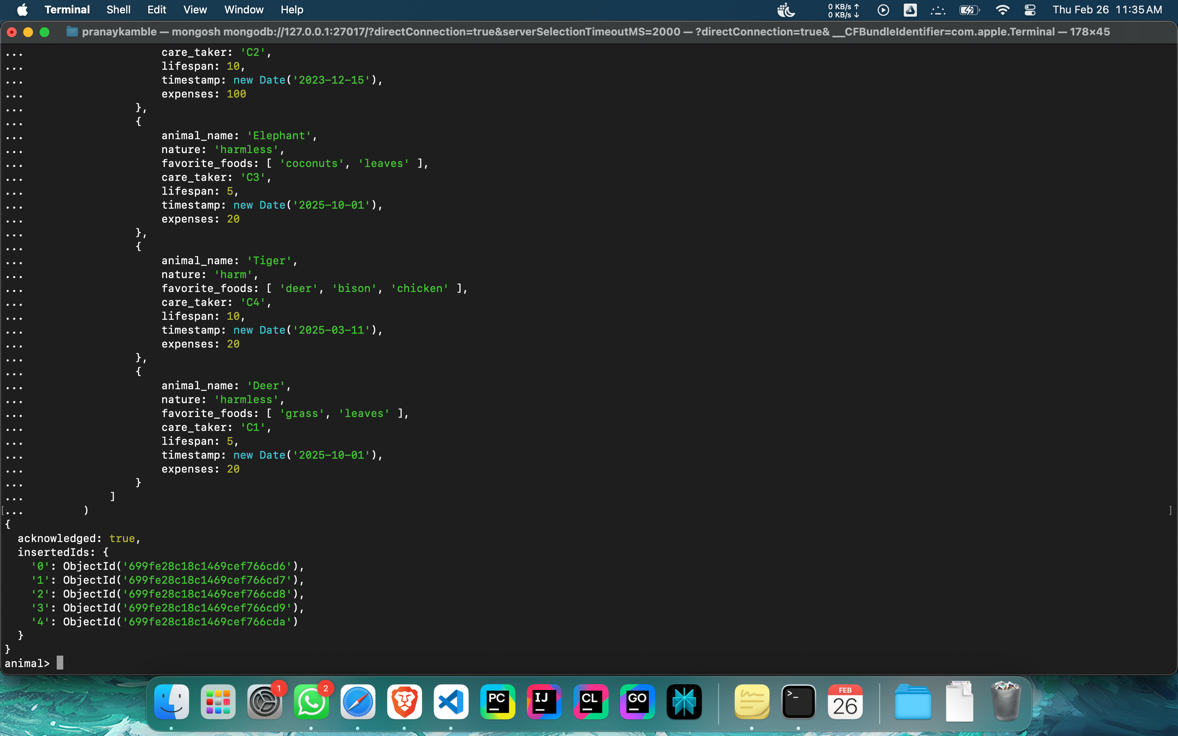 Terminal Shell Edit View Window Help 0 KB/s ↑ 0 KB/s ↓ Thu Feb 26 11:35 AM
pranaykamble — mongosh mongodb://127.0.0.1:27017/?directConnection=true&serverSelectionTimeoutMS=2000 — ?directConnection=true& __CFBundleIdentifier=com.apple.Terminal — 178×45
... care_taker: 'C2',
... lifespan: 10,
... timestamp: new Date('2023-12-15'),
... expenses: 100
... },
... {
... animal_name: 'Elephant',
... nature: 'harmless',
... favorite_foods: [ 'coconuts', 'leaves' ],
... care_taker: 'C3',
... lifespan: 5,
... timestamp: new Date('2025-10-01'),
... expenses: 20
... },
... {
... animal_name: 'Tiger',
... nature: 'harm',
... favorite_foods: [ 'deer', 'bison', 'chicken' ],
... care_taker: 'C4',
... lifespan: 10,
... timestamp: new Date('2025-03-11'),
... expenses: 20
... },
... {
... animal_name: 'Deer',
... nature: 'harmless',
... favorite_foods: [ 'grass', 'leaves' ],
... care_taker: 'C1',
... lifespan: 5,
... timestamp: new Date('2025-10-01'),
... expenses: 20
... }
... ]
[... ) ]
{
acknowledged: true,
insertedIds: {
'0': ObjectId('699fe28c18c1469cef766cd6'),
'1': ObjectId('699fe28c18c1469cef766cd7'),
'2': ObjectId('699fe28c18c1469cef766cd8'),
'3': ObjectId('699fe28c18c1469cef766cd9'),
'4': ObjectId('699fe28c18c1469cef766cda')
}
}
animal>
1 2 PC IJ CL GO >_ FEB 26